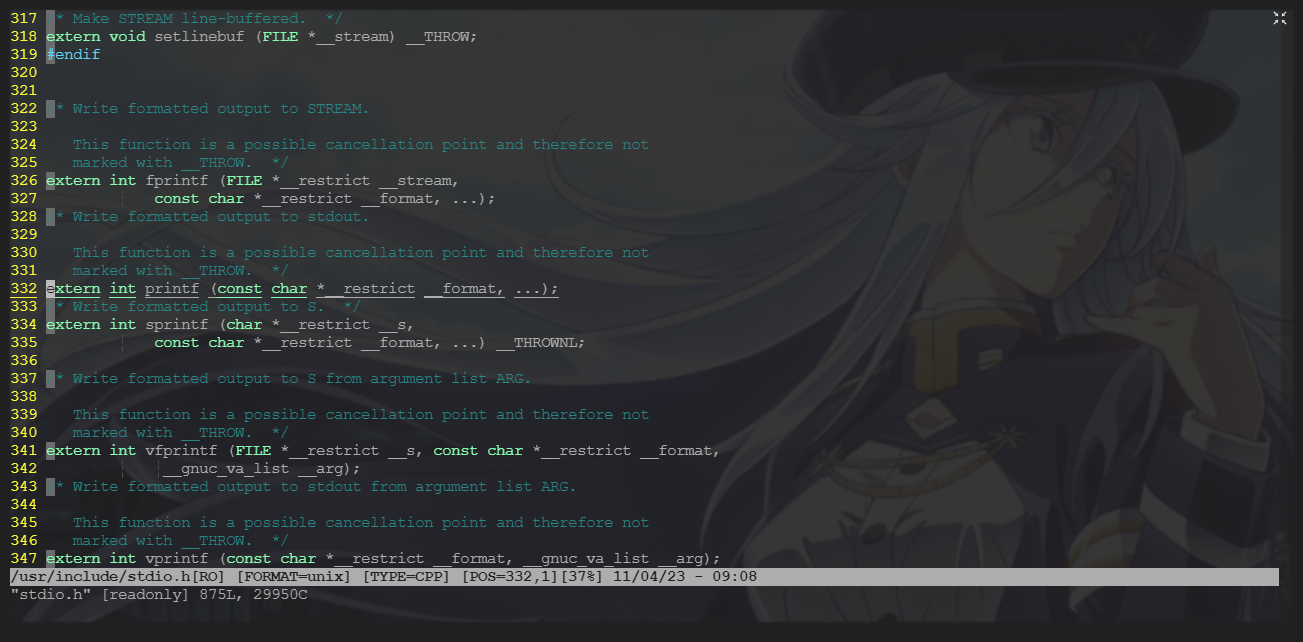 317 * Make STREAM line-buffered.  */
318 extern void setlinebuf (FILE *__stream) __THROW;
319 #endif
320
321
322 * Write formatted output to STREAM.
323
324    This function is a possible cancellation point and therefore not
325    marked with __THROW.  */
326 extern int fprintf (FILE *__restrict __stream,
327             const char *__restrict __format, ...);
328 * Write formatted output to stdout.
329
330    This function is a possible cancellation point and therefore not
331    marked with __THROW.  */
332 extern int printf (const char *__restrict __format, ...);
333 * Write formatted output to S.  */
334 extern int sprintf (char *__restrict __s,
335             const char *__restrict __format, ...) __THROWNL;
336
337 * Write formatted output to S from argument list ARG.
338
339    This function is a possible cancellation point and therefore not
340    marked with __THROW.  */
341 extern int vfprintf (FILE *__restrict __s, const char *__restrict __format,
342              __gnuc_va_list __arg);
343 * Write formatted output to stdout from argument list ARG.
344
345    This function is a possible cancellation point and therefore not
346    marked with __THROW.  */
347 extern int vprintf (const char *__restrict __format, __gnuc_va_list __arg);
/usr/include/stdio.h[RO] [FORMAT=unix] [TYPE=CPP] [POS=332,1][37%] 11/04/23 - 09:08
"stdio.h" [readonly] 875L, 29950C